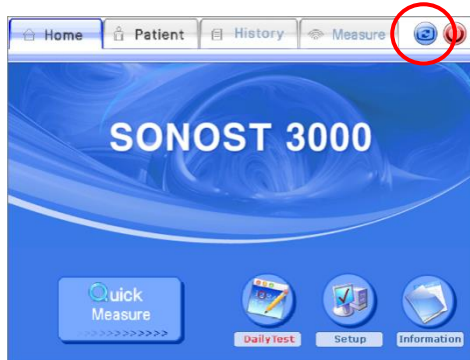 Home Patient History Measure
SONOST 3000
Quick
Measure
>>>>>>>>>>>>
DailyTest Setup Information